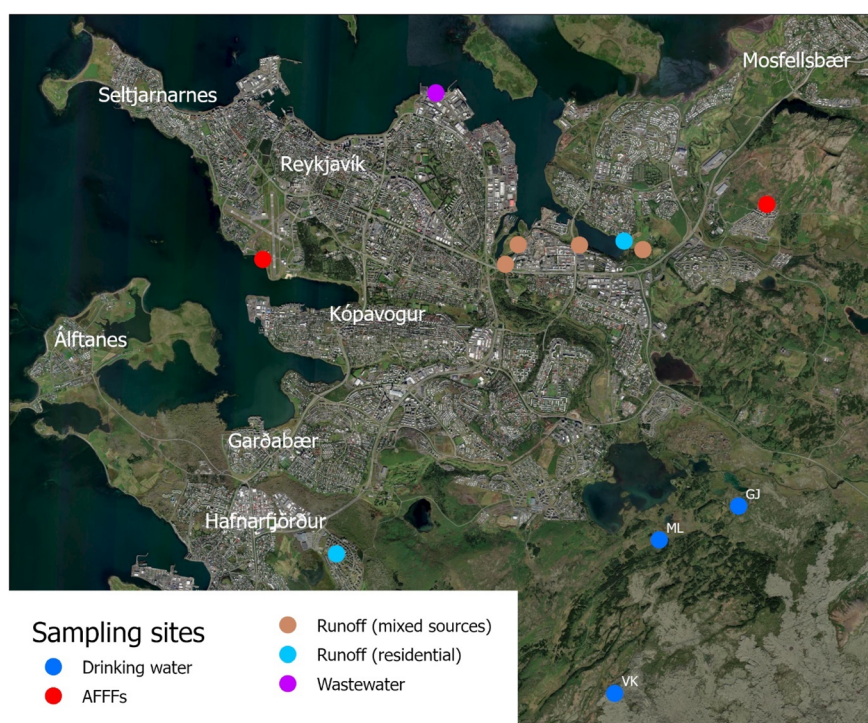 Mosfellsbær
Seltjarnarnes
Reykjavík
Kópavogur
Álftanes
Garðabær
GJ
Hafnarfjörður
ML
VK
Sampling sites
Drinking water
AFFFs
Runoff (mixed sources)
Runoff (residential)
Wastewater